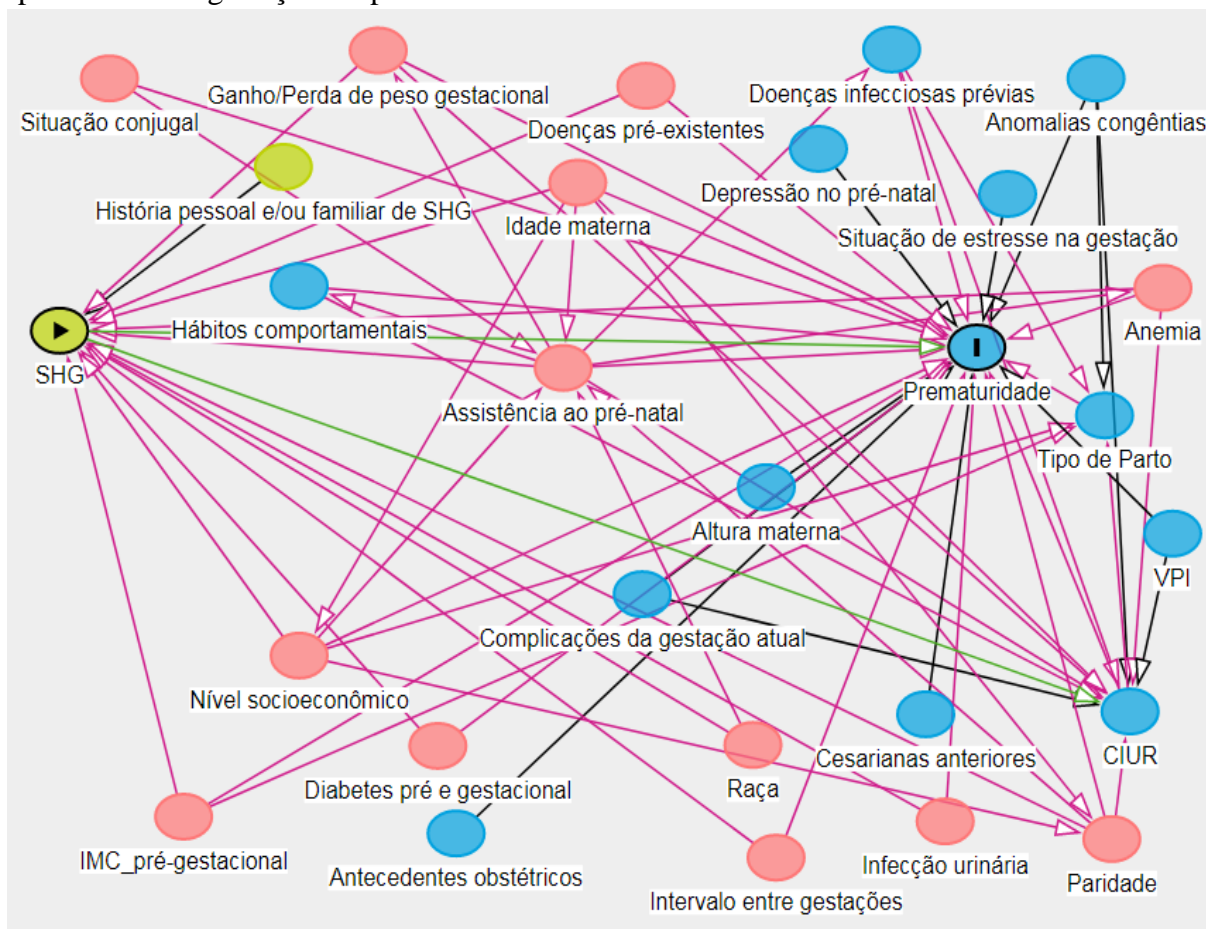 Ganho/Perda de peso gestacional
Doenças infecciosas prévias
Situação conjugal
Doenças pré-existentes
Anomalias congêntias
Depressão no pré-natal
História pessoal e/ou familiar de SHG
Idade materna
Situação de estresse na gestação
Hábitos comportamentais
Anemia
SHG
Prematuridade
Assistência ao pré-natal
Tipo de Parto
Altura materna
VPI
Complicações da gestação atual
Nível socioeconômico
Cesarianas anteriores
CIUR
Diabetes pré e gestacional
Raça
IMC_pré-gestacional
Antecedentes obstétricos
Infecção urinária
Paridade
Intervalo entre gestações